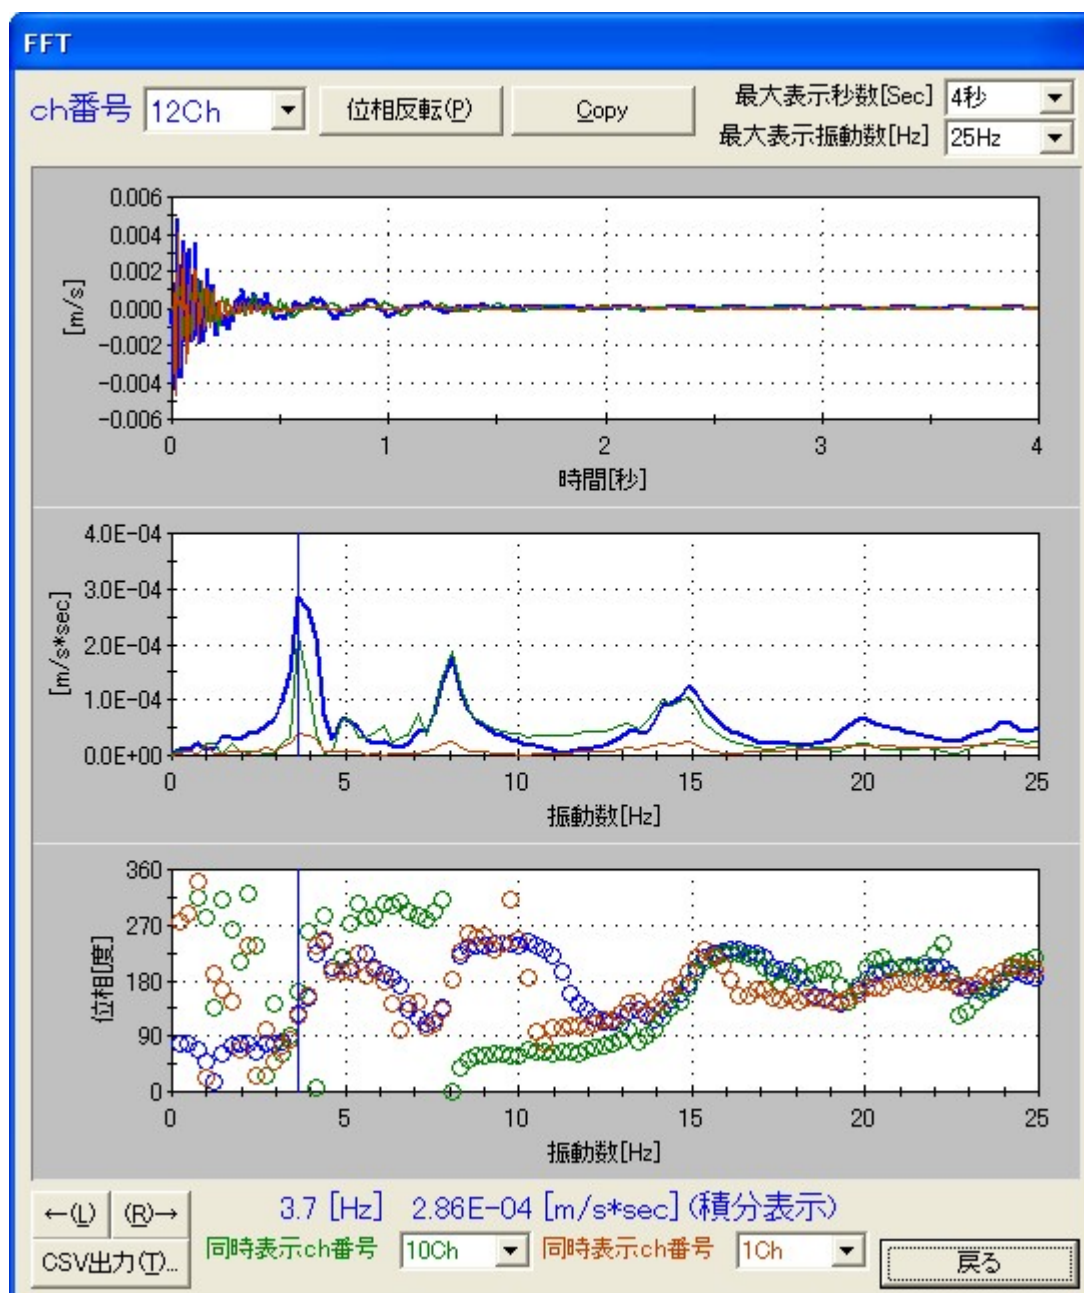 FFT
ch番号 12Ch 位相反転(P) Copy 最大表示秒数[Sec] 4秒
最大表示振動数[Hz] 25Hz
0.006
0.004
0.002
0.000
-0.002
-0.004
-0.006
[m/s]
0 1 2 3 4
時間[秒]
4.0E-04
3.0E-04
2.0E-04
1.0E-04
0.0E+00
[m/s*sec]
0 5 10 15 20 25
振動数[Hz]
360
270
180
90
0
位相[度]
0 5 10 15 20 25
振動数[Hz]
←(L) (R)→ 3.7 [Hz] 2.86E-04 [m/s*sec] (積分表示)
CSV出力(T)... 同時表示ch番号 10Ch 同時表示ch番号 1Ch 戻る